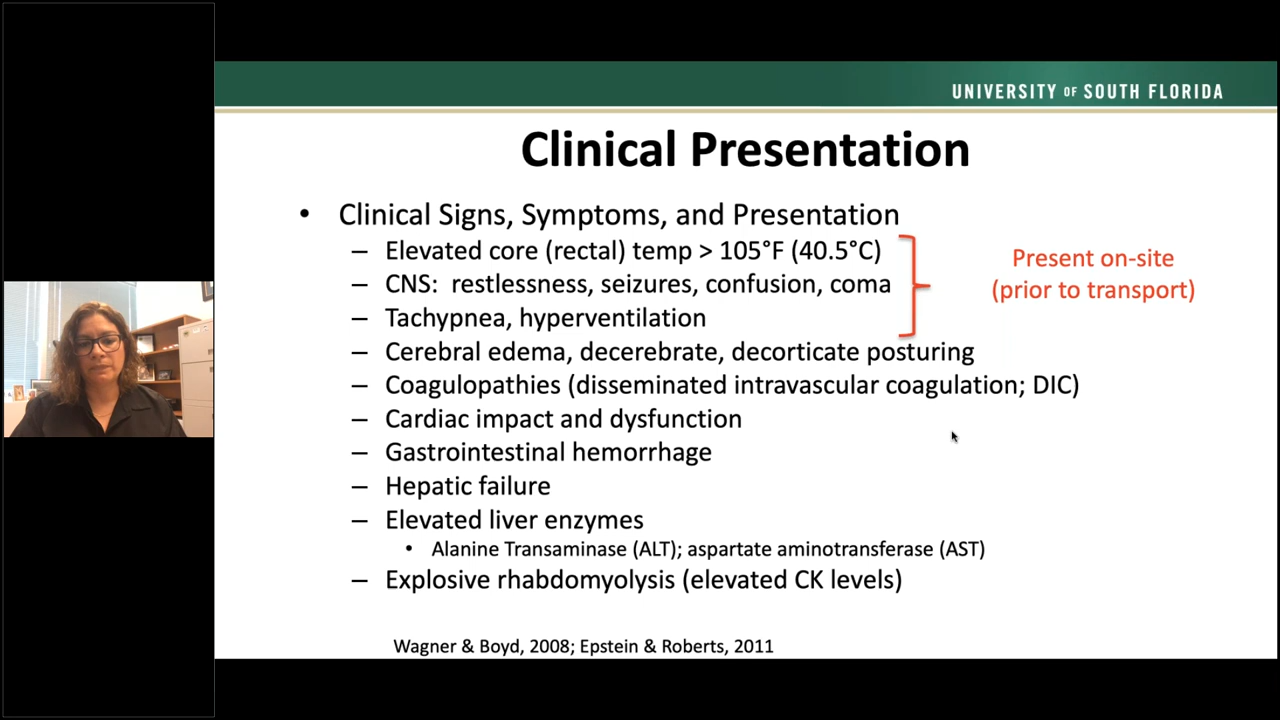 UNIVERSITY OF SOUTH FLORIDA
Clinical Presentation
• Clinical Signs, Symptoms, and Presentation
– Elevated core (rectal) temp > 105°F (40.5°C)
– CNS: restlessness, seizures, confusion, coma
– Tachypnea, hyperventilation
Present on-site
(prior to transport)
– Cerebral edema, decerebrate, decorticate posturing
– Coagulopathies (disseminated intravascular coagulation; DIC)
– Cardiac impact and dysfunction
– Gastrointestinal hemorrhage
– Hepatic failure
– Elevated liver enzymes
• Alanine Transaminase (ALT); aspartate aminotransferase (AST)
– Explosive rhabdomyolysis (elevated CK levels)
Wagner & Boyd, 2008; Epstein & Roberts, 2011